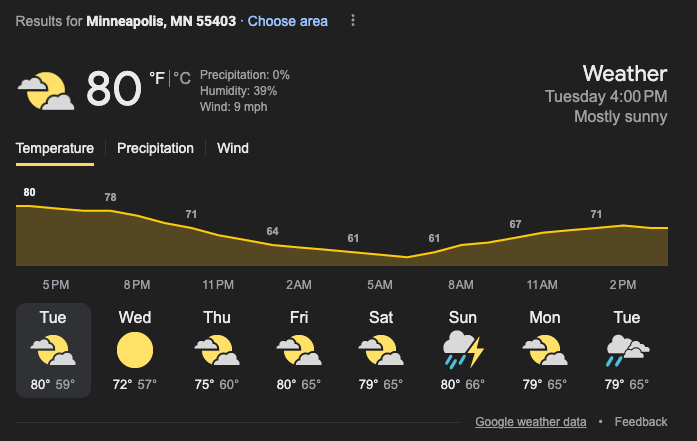 Results for Minneapolis, MN 55403 · Choose area
80 °F | °C
Precipitation: 0%
Humidity: 39%
Wind: 9 mph
Weather
Tuesday 4:00 PM
Mostly sunny
Temperature | Precipitation | Wind
80 78 71 64 61 61 67 71
5 PM 8 PM 11 PM 2 AM 5 AM 8 AM 11 AM 2 PM
Tue Wed Thu Fri Sat Sun Mon Tue
80° 59° 72° 57° 75° 60° 80° 65° 79° 65° 80° 66° 79° 65° 79° 65°
Google weather data • Feedback